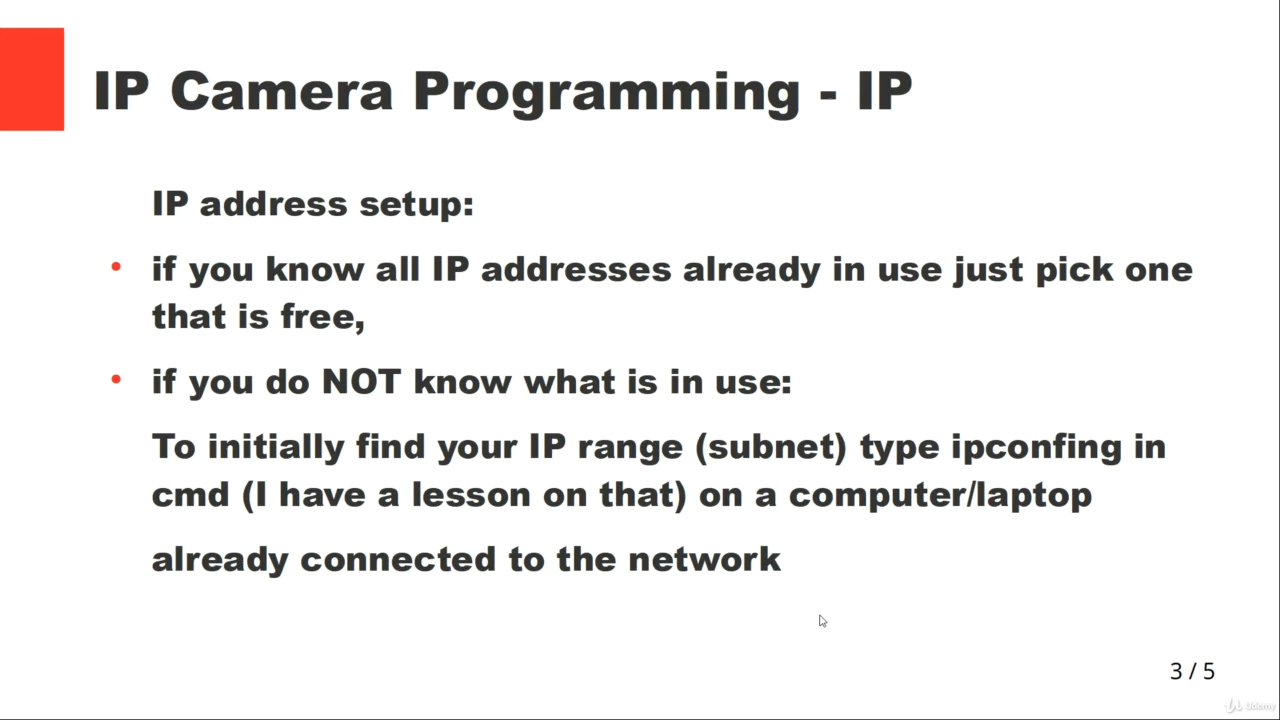 IP Camera Programming - IP
IP address setup:
• if you know all IP addresses already in use just pick one
that is free,
• if you do NOT know what is in use:
To initially find your IP range (subnet) type ipconfing in
cmd (I have a lesson on that) on a computer/laptop
already connected to the network
3 / 5
Udemy